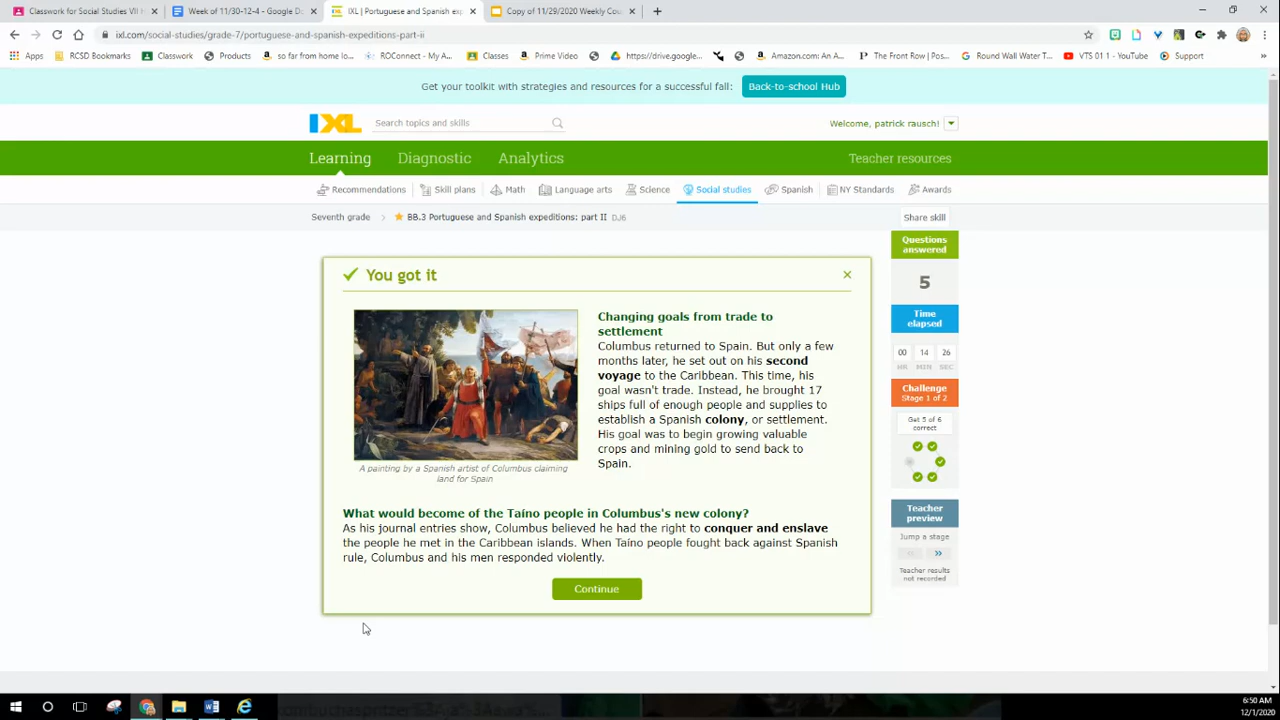 Classwork for Social Studies VII H
Week of 11/30-12-4 - Google D
IXL | Portuguese and Spanish exp
Copy of 11/29/2020 Weekly Cou
ixl.com/social-studies/grade-7/portuguese-and-spanish-expeditions-part-ii
Apps RCSD Bookmarks Classwork Products so far from home lo... ROConnect - My Lea... Classes Prime Video https://drive.google... Amazon.com: An A... The Front Row | Pos... Round Wall Water T... VTS 01 1 - YouTube Support
Get your toolkit with strategies and resources for a successful fall: Back-to-school Hub
IXL Search topics and skills Welcome, patrick rausch!
Learning Diagnostic Analytics Teacher resources
Recommendations Skill plans Math Language arts Science Social studies Spanish NY Standards Awards
Seventh grade > BB.3 Portuguese and Spanish expeditions: part II DJ6 Share skill
You got it
Changing goals from trade to
settlement
Columbus returned to Spain. But only a few
months later, he set out on his second
voyage to the Caribbean. This time, his
goal wasn't trade. Instead, he brought 17
ships full of enough people and supplies to
establish a Spanish colony, or settlement.
His goal was to begin growing valuable
crops and mining gold to send back to
Spain.
A painting by a Spanish artist of Columbus claiming
land for Spain
What would become of the Taíno people in Columbus's new colony?
As his journal entries show, Columbus believed he had the right to conquer and enslave
the people he met in the Caribbean islands. When Taíno people fought back against Spanish
rule, Columbus and his men responded violently.
Continue
Questions
answered
5
Time
elapsed
00 14 26
HR MIN SEC
Challenge
Stage 1 of 2
Get 5 of 6
correct
Teacher
preview
Jump a stage
Teacher results
not recorded
6:50 AM
12/1/2020